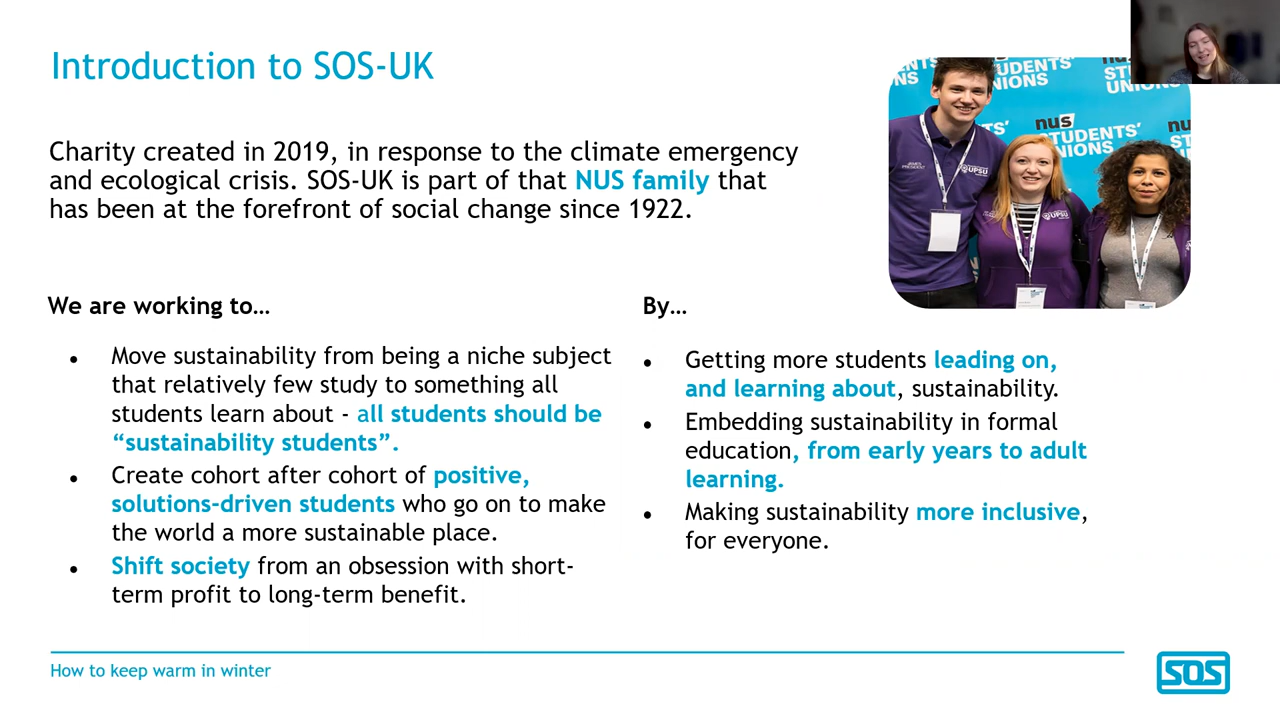 Introduction to SOS-UK
Charity created in 2019, in response to the climate emergency
and ecological crisis. SOS-UK is part of that NUS family that
has been at the forefront of social change since 1922.
We are working to…
● Move sustainability from being a niche subject
that relatively few study to something all
students learn about - all students should be
“sustainability students”.
● Create cohort after cohort of positive,
solutions-driven students who go on to make
the world a more sustainable place.
● Shift society from an obsession with short-
term profit to long-term benefit.
By…
● Getting more students leading on,
and learning about, sustainability.
● Embedding sustainability in formal
education, from early years to adult
learning.
● Making sustainability more inclusive,
for everyone.
STUDENTS'
UNIONS
nus
STUDENTS'
UNIONS
UPSU
UPSU
How to keep warm in winter
SOS